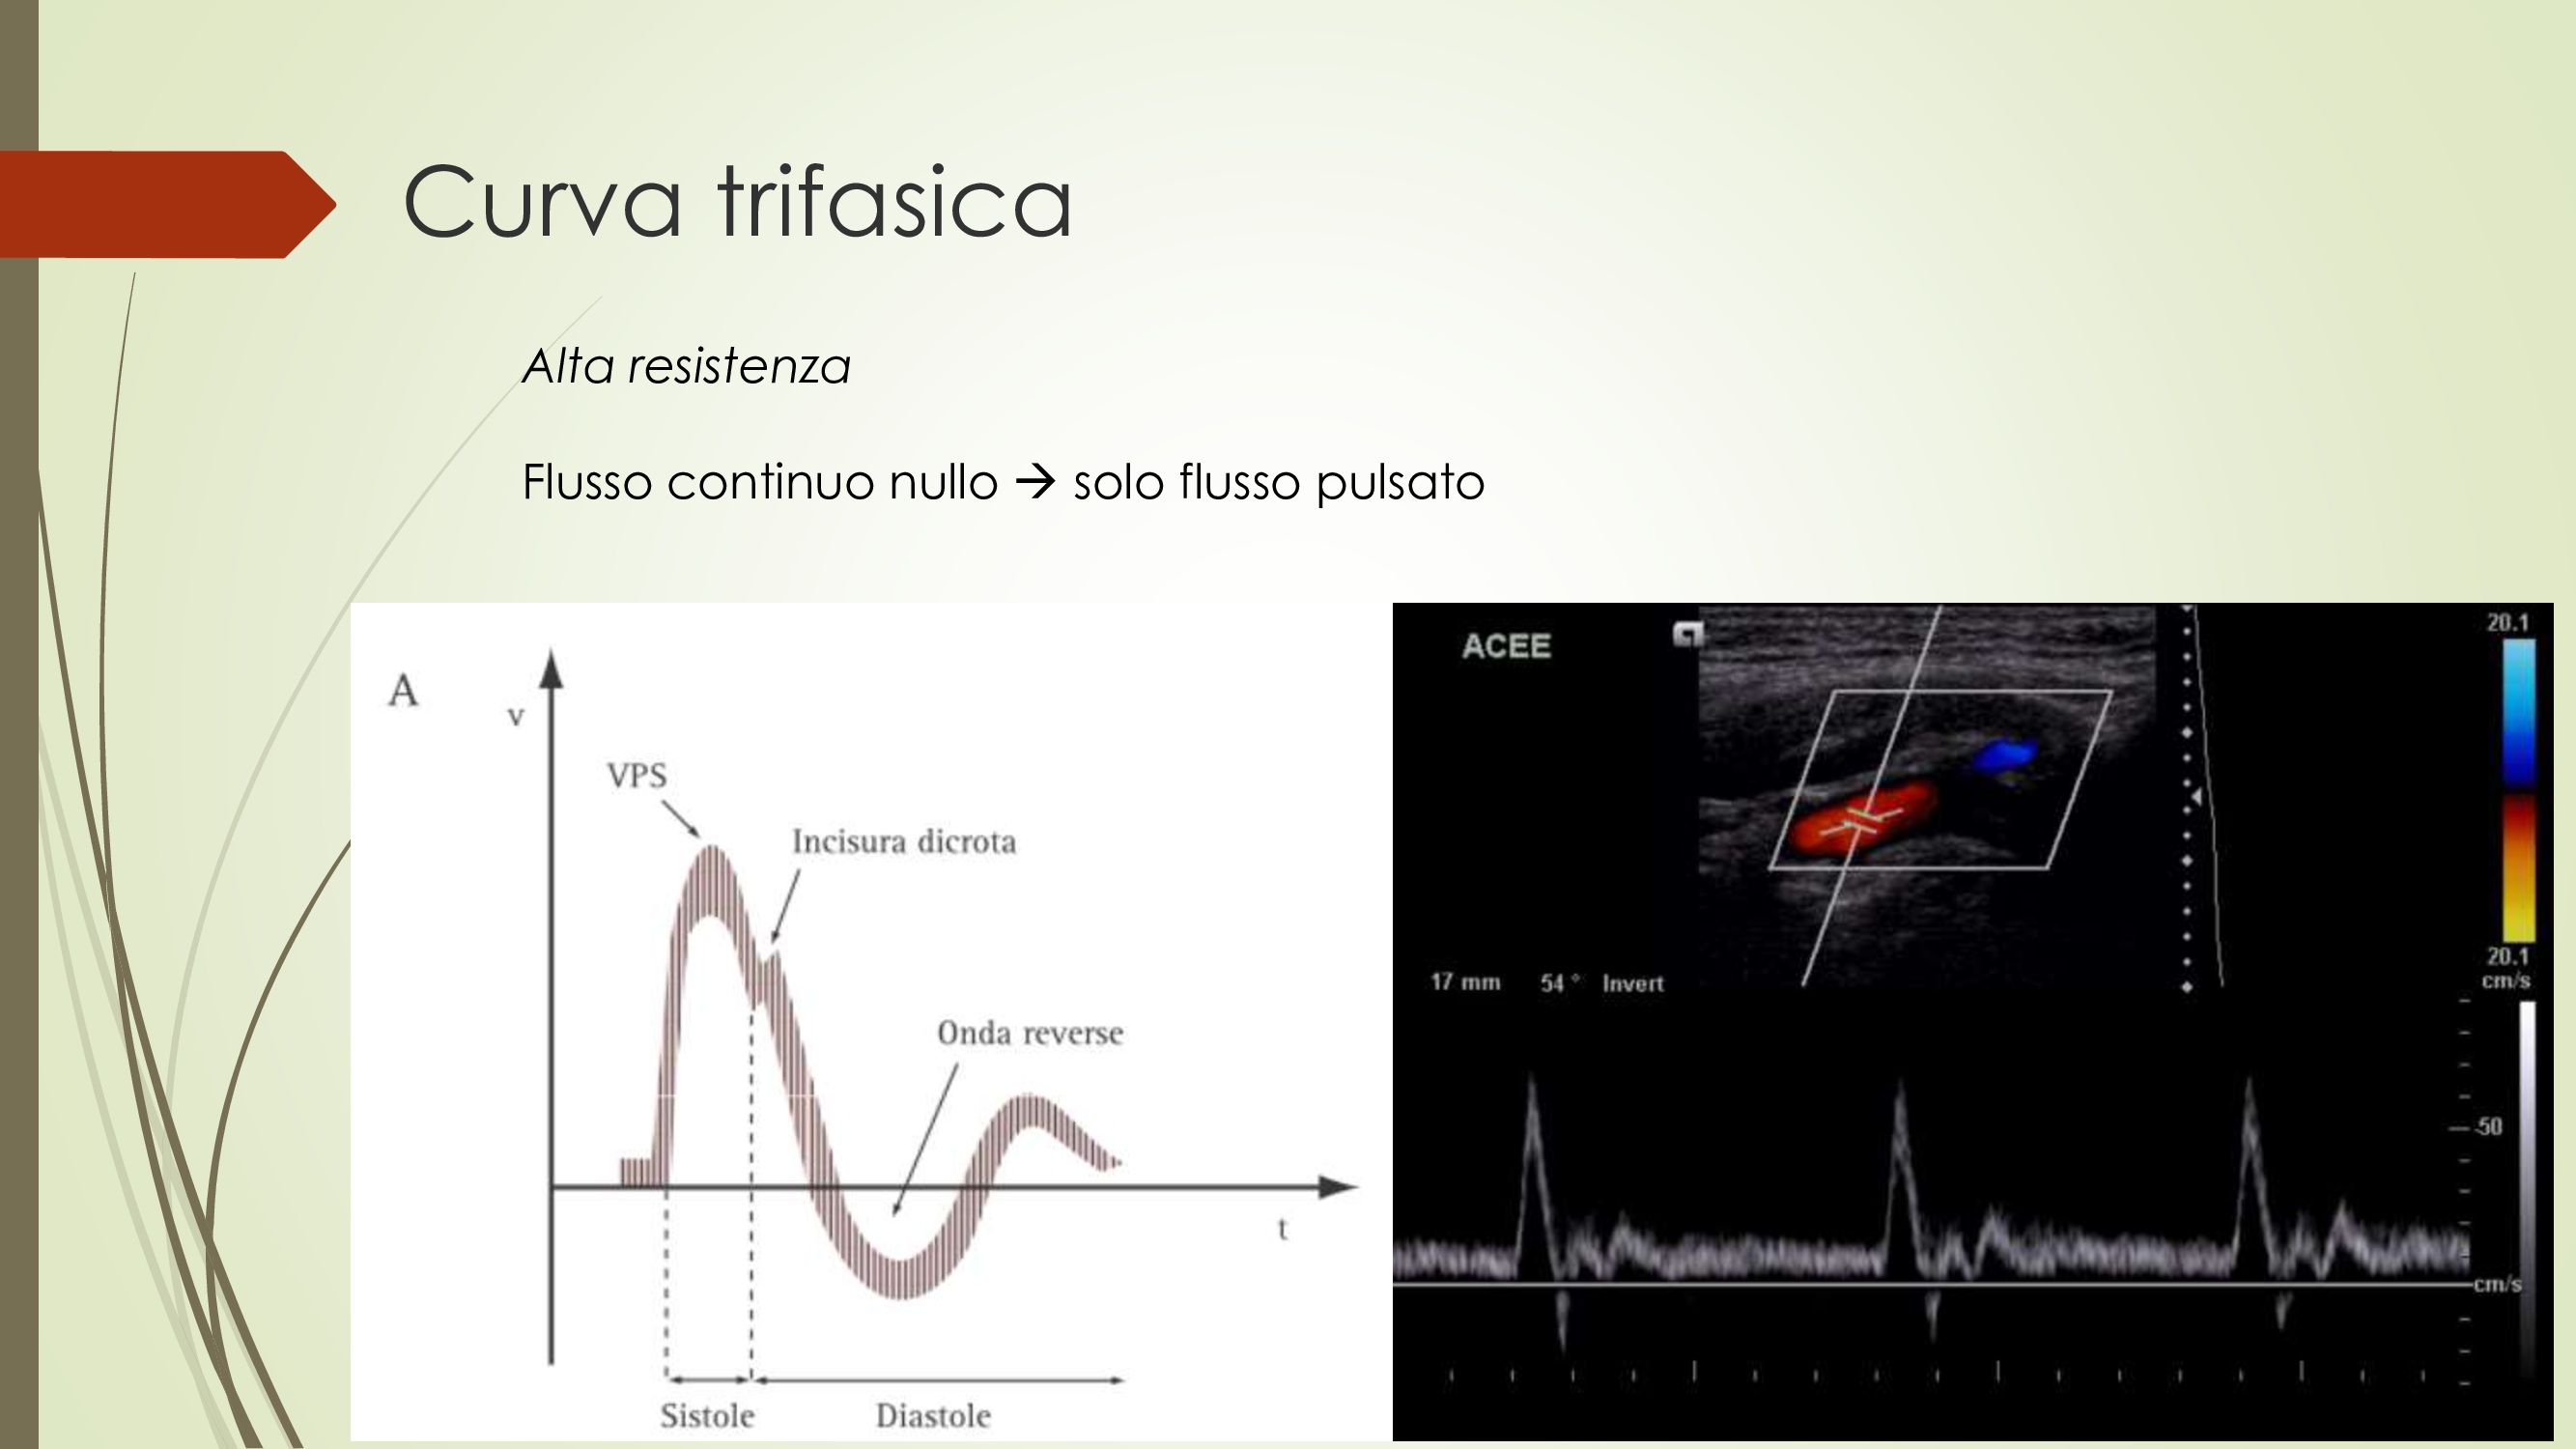 Curva trifasica
Alta resistenza
Flusso continuo nullo → solo flusso pulsato
A
v
VPS
Incisura dicrota
Onda reverse
t
Sistole
Diastole
ACEE
20.1
20.1
cm/s
17 mm 54° Invert
-50
cm/s